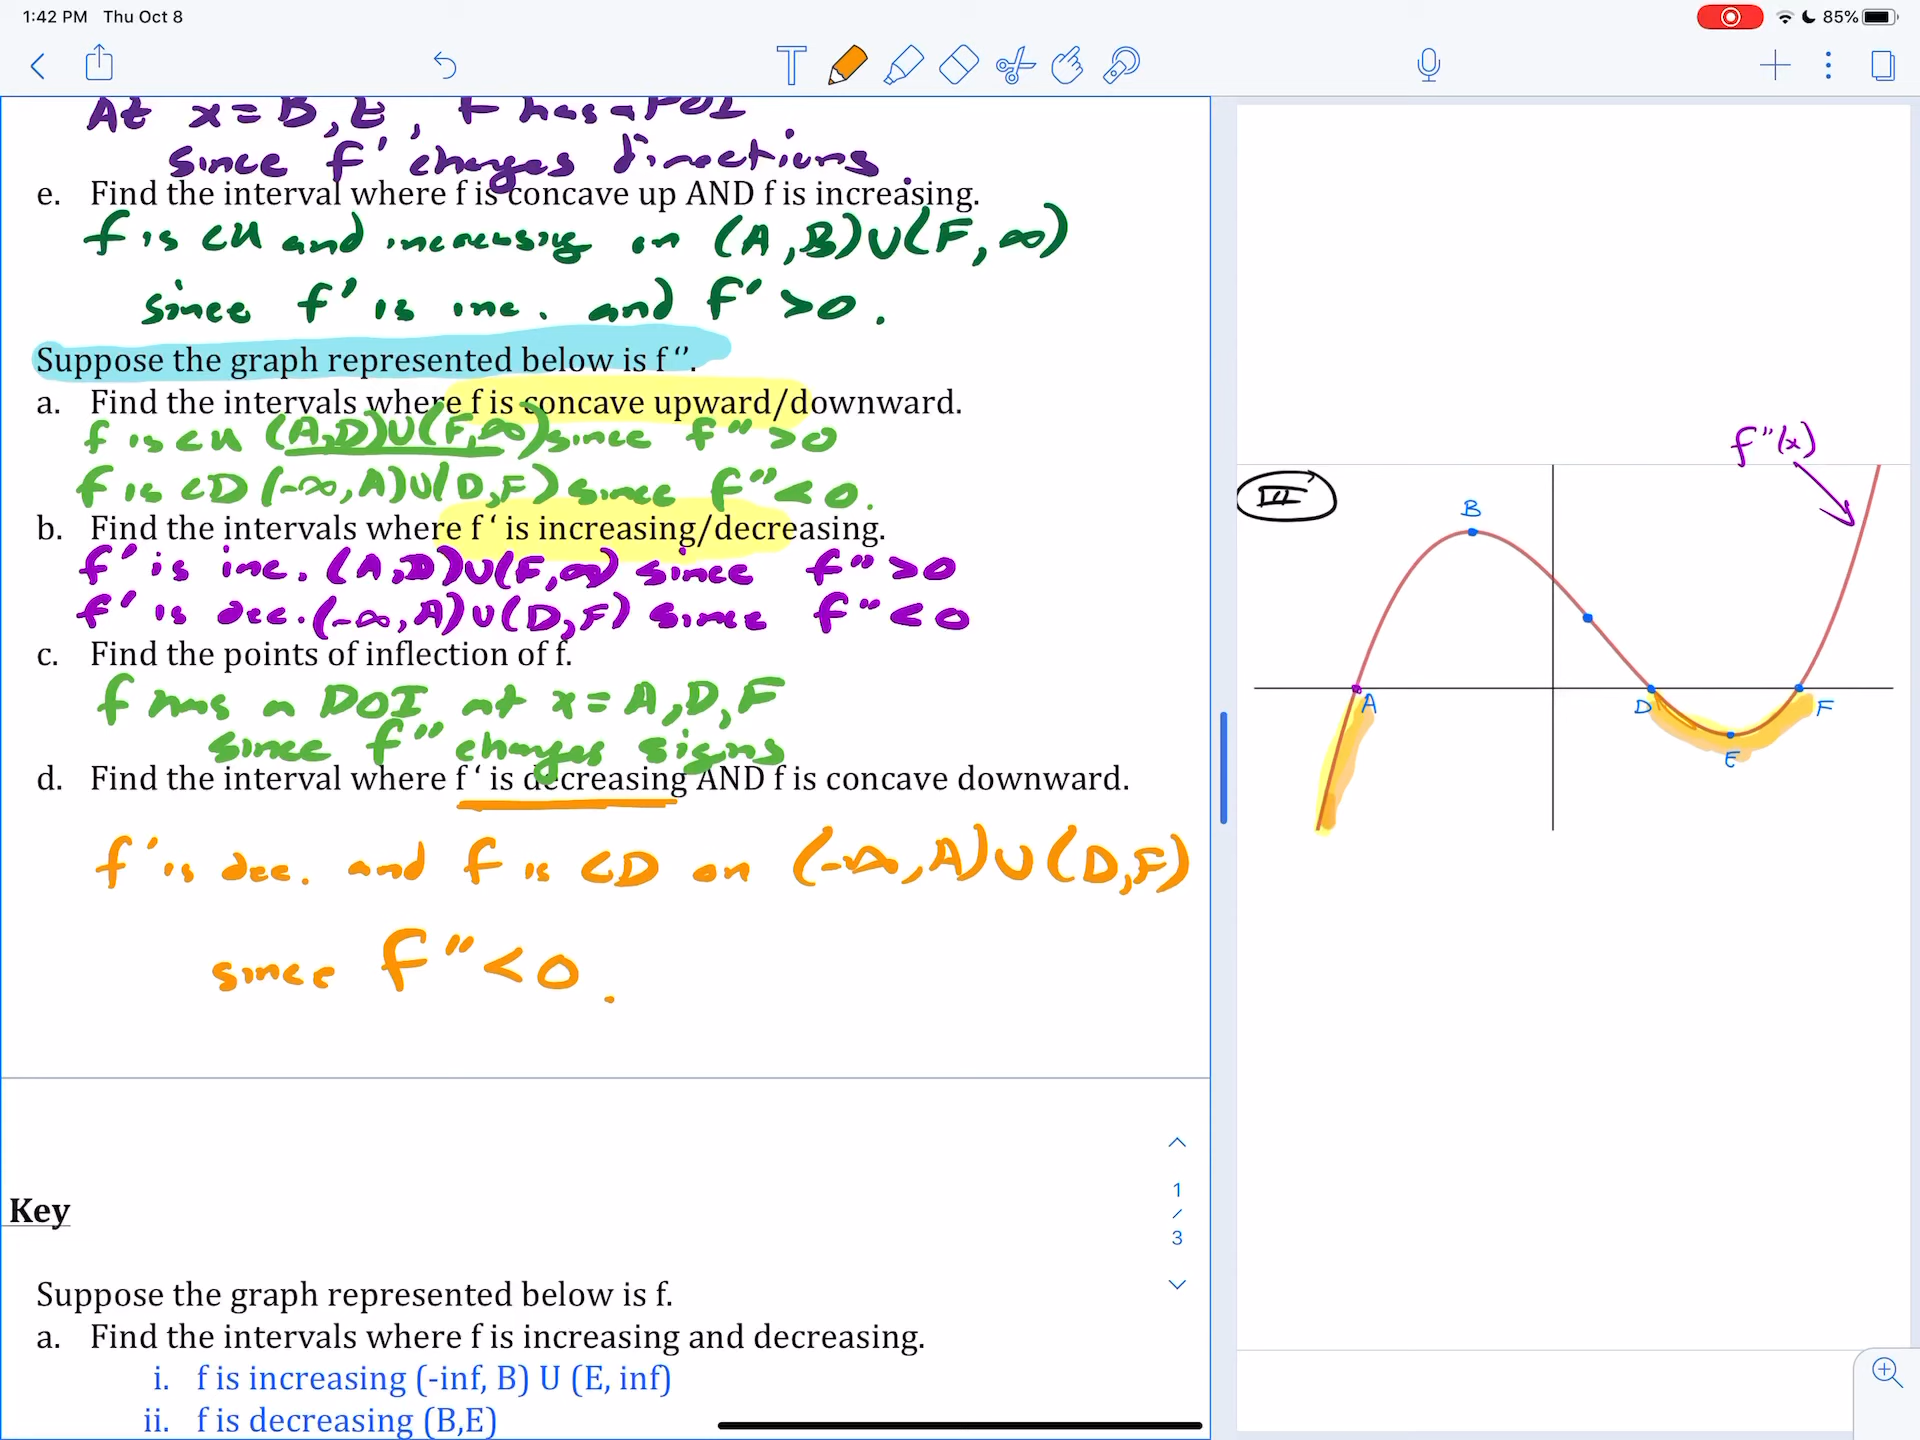 1:42 PM Thu Oct 8
85%
At x = B, E, f has a POI
since f' changes directions.
e. Find the interval where f is concave up AND f is increasing.
f is CU and increasing on (A,B)∪(F,∞)
since f' is inc. and f' >0.
Suppose the graph represented below is f ‘’.
a. Find the intervals where f is concave upward/downward.
f is CU (A,D)∪(F,∞) since f" >0
f is CD (-∞,A)∪(D,F) since f" <0.
b. Find the intervals where f ‘ is increasing/decreasing.
f' is inc. (A,D)∪(F,∞) since f" >0
f' is dec. (-∞,A)∪(D,F) since f" <0
c. Find the points of inflection of f.
f has a POI at x = A,D,F
since f" changes signs
d. Find the interval where f ‘ is decreasing AND f is concave downward.
f' is dec. and f is CD on (-∞,A)∪(D,F)
since f" <0.
Key
Suppose the graph represented below is f.
a. Find the intervals where f is increasing and decreasing.
i. f is increasing (-inf, B) U (E, inf)
ii. f is decreasing (B,E)
1
/
3
f"(x)
III
B
A
D
F
E